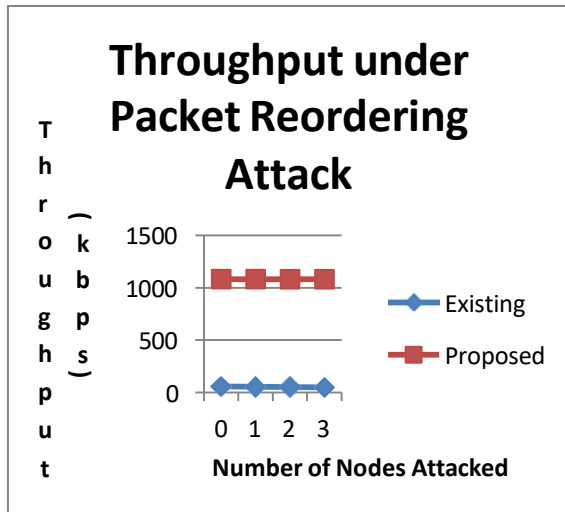 Throughput under
Packet Reordering
Attack
Throughput
(kbps)
1500
1000
500
0
0 1 2 3
Number of Nodes Attacked
Existing
Proposed